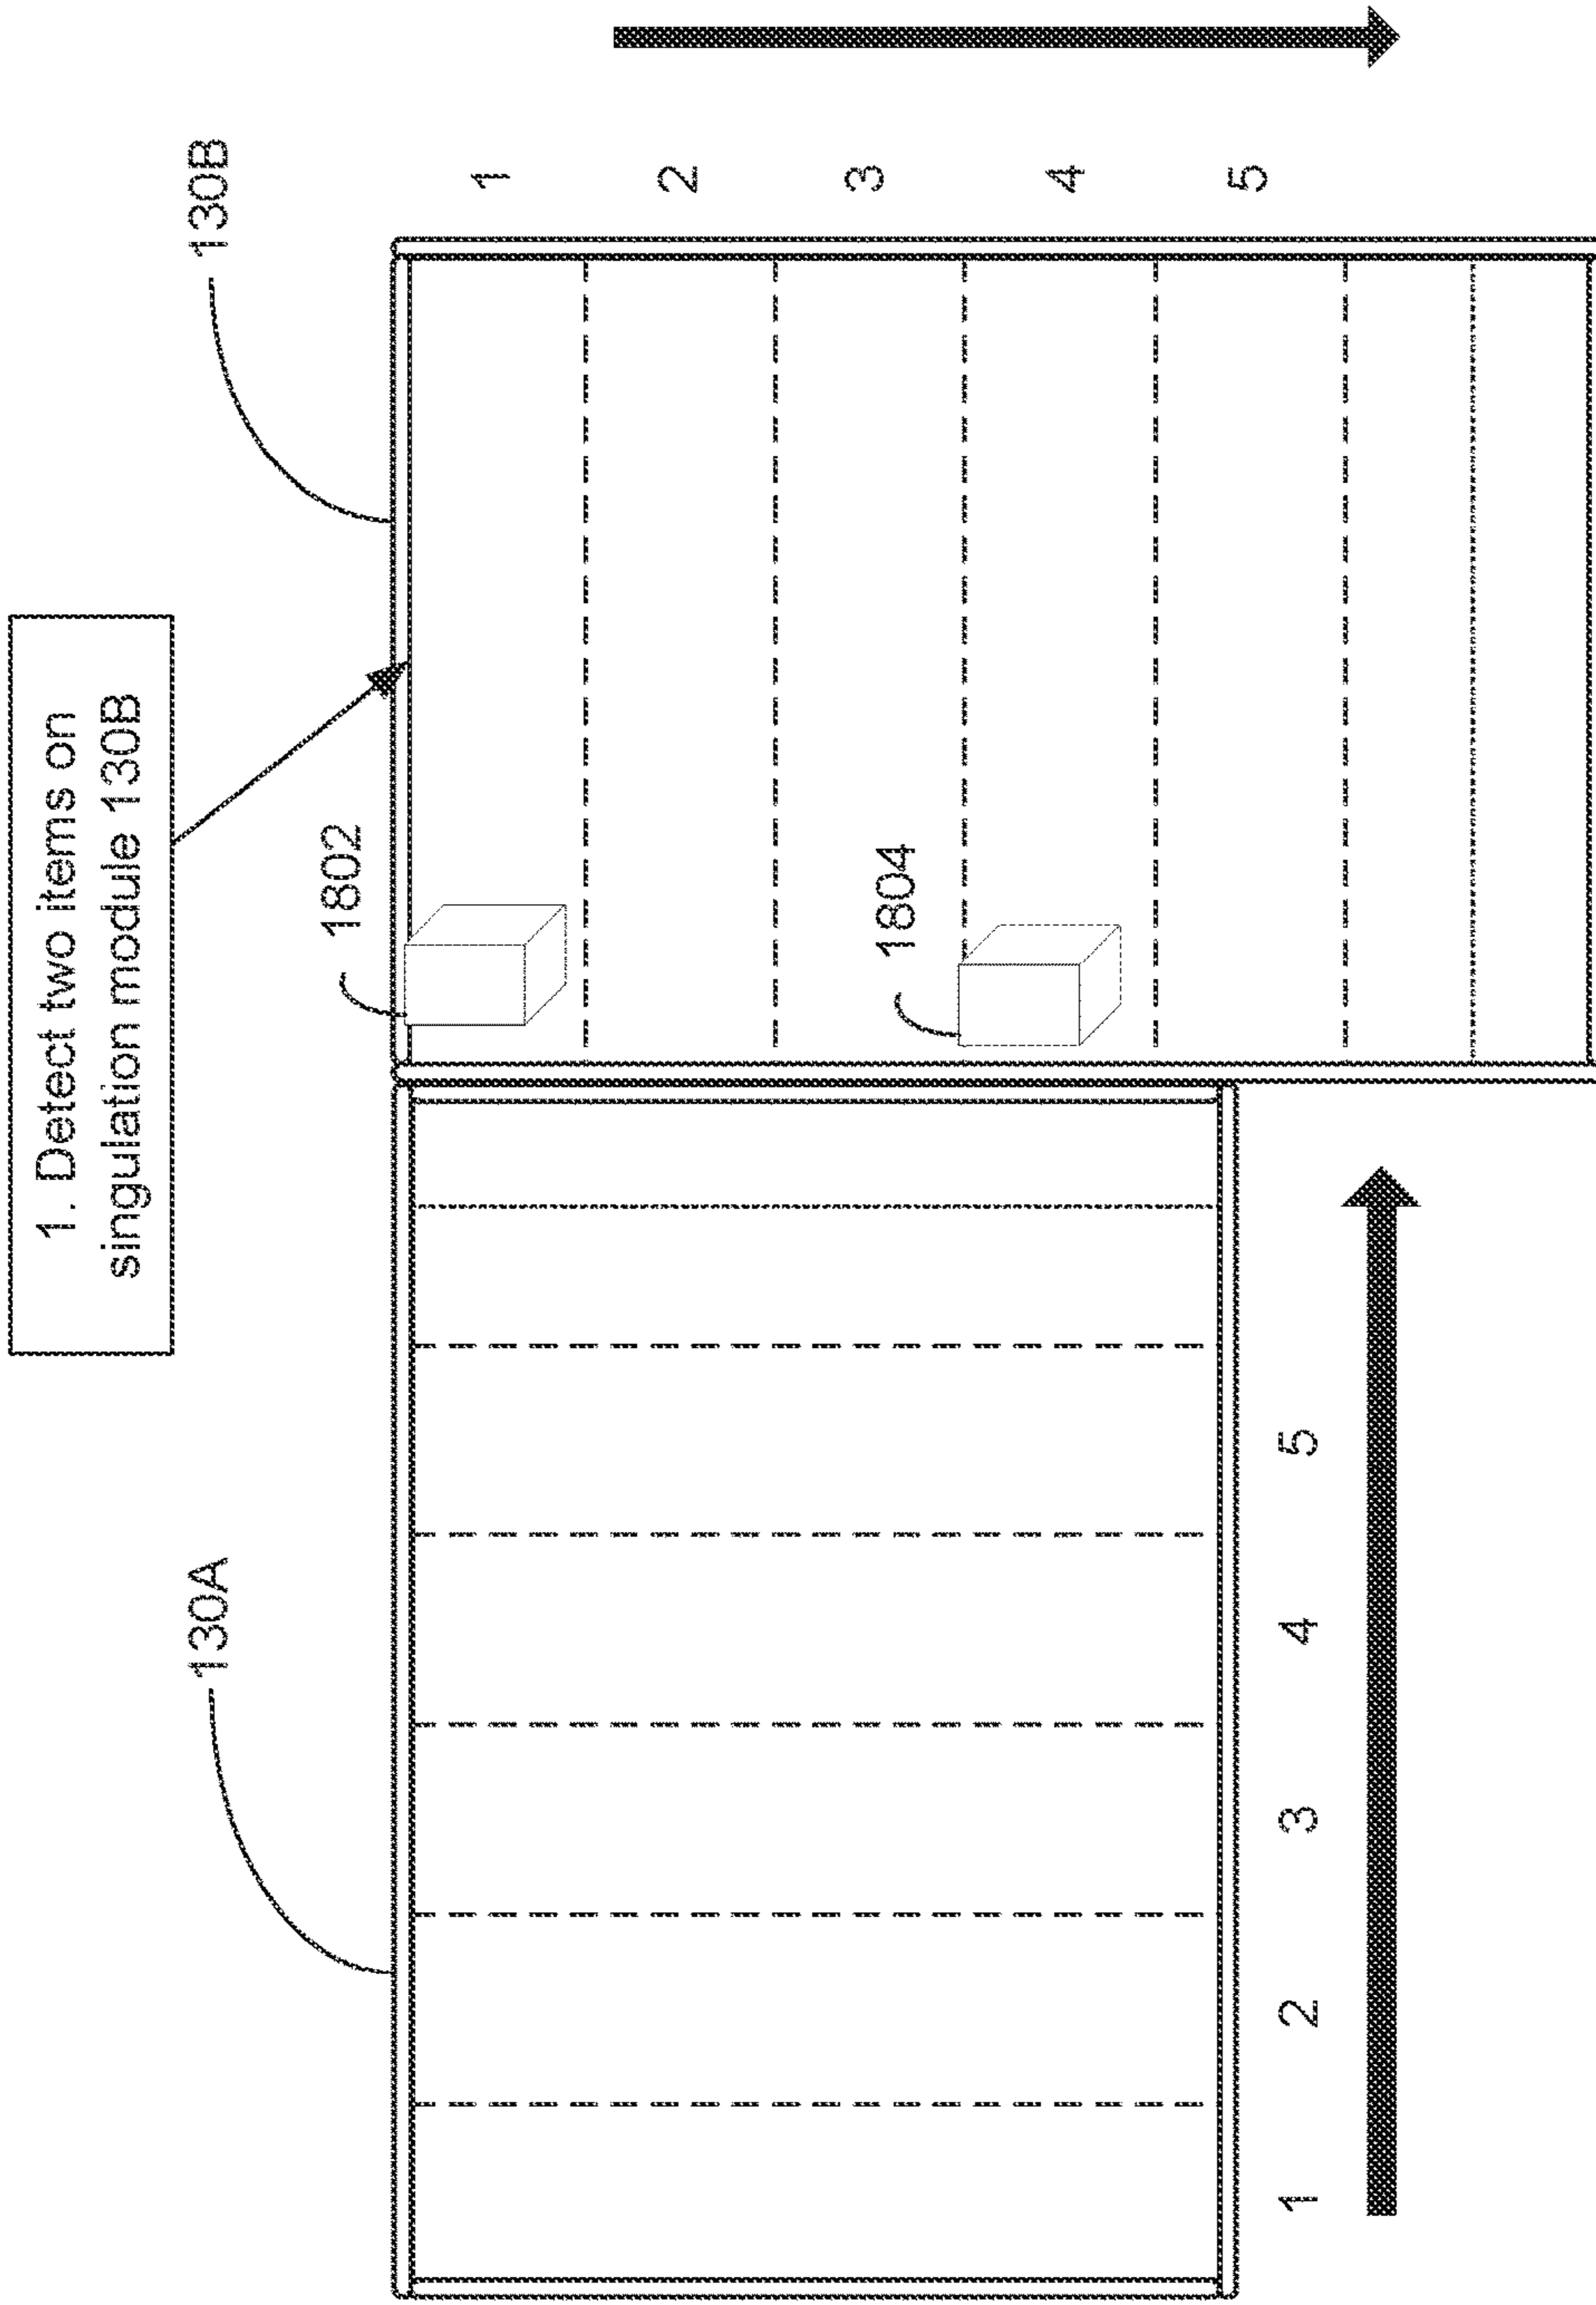 1. Detect two items on
singulation module 130B
130A
130B
1802
1
2
3
1804
4
5
1 2 3 4 5